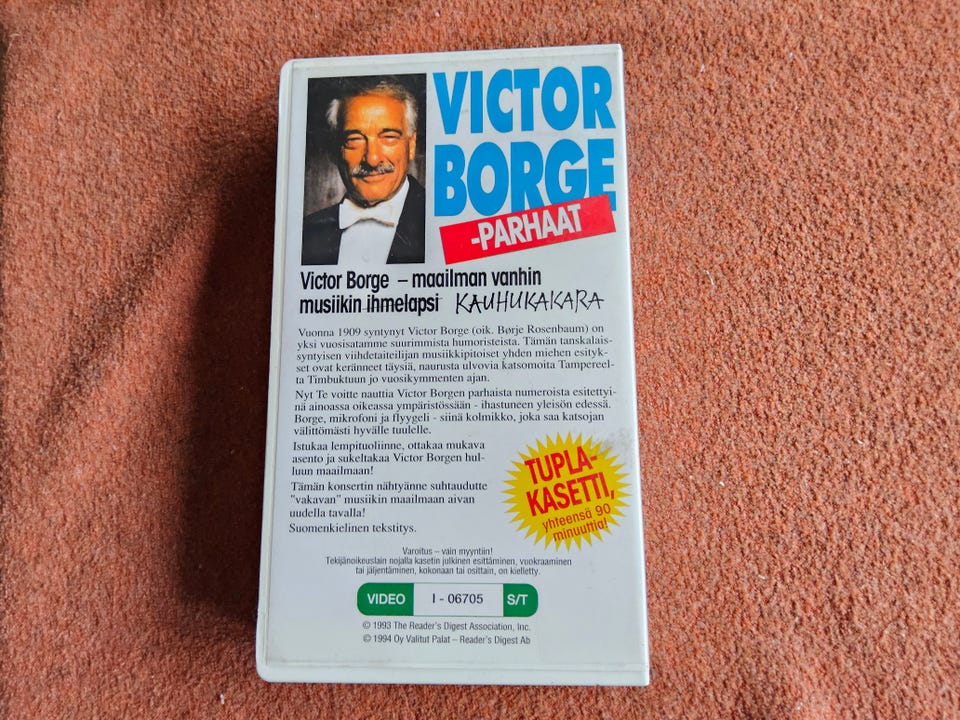 VICTOR
BORGE
-PARHAAT
Victor Borge – maailman vanhin
musiikin ihmelapsi KAUHUKAKARA
Vuonna 1909 syntynyt Victor Borge (oik. Børje Rosenbaum) on
yksi vuosisatamme suurimmista humoristeista. Tämän tanskalais-
syntyisen viihdetaiteilijan musiikkipitoiset yhden miehen esityk-
set ovat keränneet täysiä, naurusta ulvovia katsomoita Tampereel-
ta Timbuktuun jo vuosikymmenten ajan.
Nyt Te voitte nauttia Victor Borgen parhaista numeroista esitettyi-
nä ainoassa oikeassa ympäristössään - ihastuneen yleisön edessä.
Borge, mikrofoni ja flyygeli - siinä kolmikko, joka saa katsojan
välittömästi hyvälle tuulelle.
Istukaa lempituoliinne, ottakaa mukava
asento ja sukeltakaa Victor Borgen hul-
luun maailmaan!
Tämän konsertin nähtyänne suhtaudutte
"vakavan" musiikin maailmaan aivan
uudella tavalla!
Suomenkielinen tekstitys.
TUPLA-
KASETTI,
yhteensä 90
minuuttia!
Varoitus – vain myyntiin!
Tekijänoikeuslain nojalla kasetin julkinen esittäminen, vuokraaminen
tai jäljentäminen, kokonaan tai osittain, on kielletty.
VIDEO I - 06705 S/T
© 1993 The Reader's Digest Association, Inc.
© 1994 Oy Valitut Palat – Reader's Digest Ab